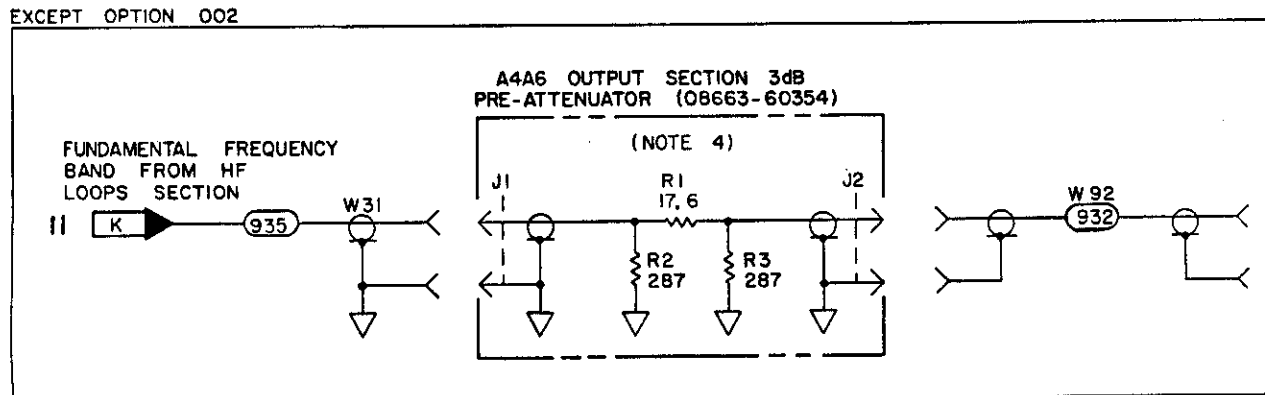 EXCEPT OPTION 002
A4A6 OUTPUT SECTION 3dB
PRE-ATTENUATOR (08663-60354)
(NOTE 4)
FUNDAMENTAL FREQUENCY
BAND FROM HF
LOOPS SECTION
11
K
935
W31
J1
R1
17.6
J2
R2
287
R3
287
W92
932